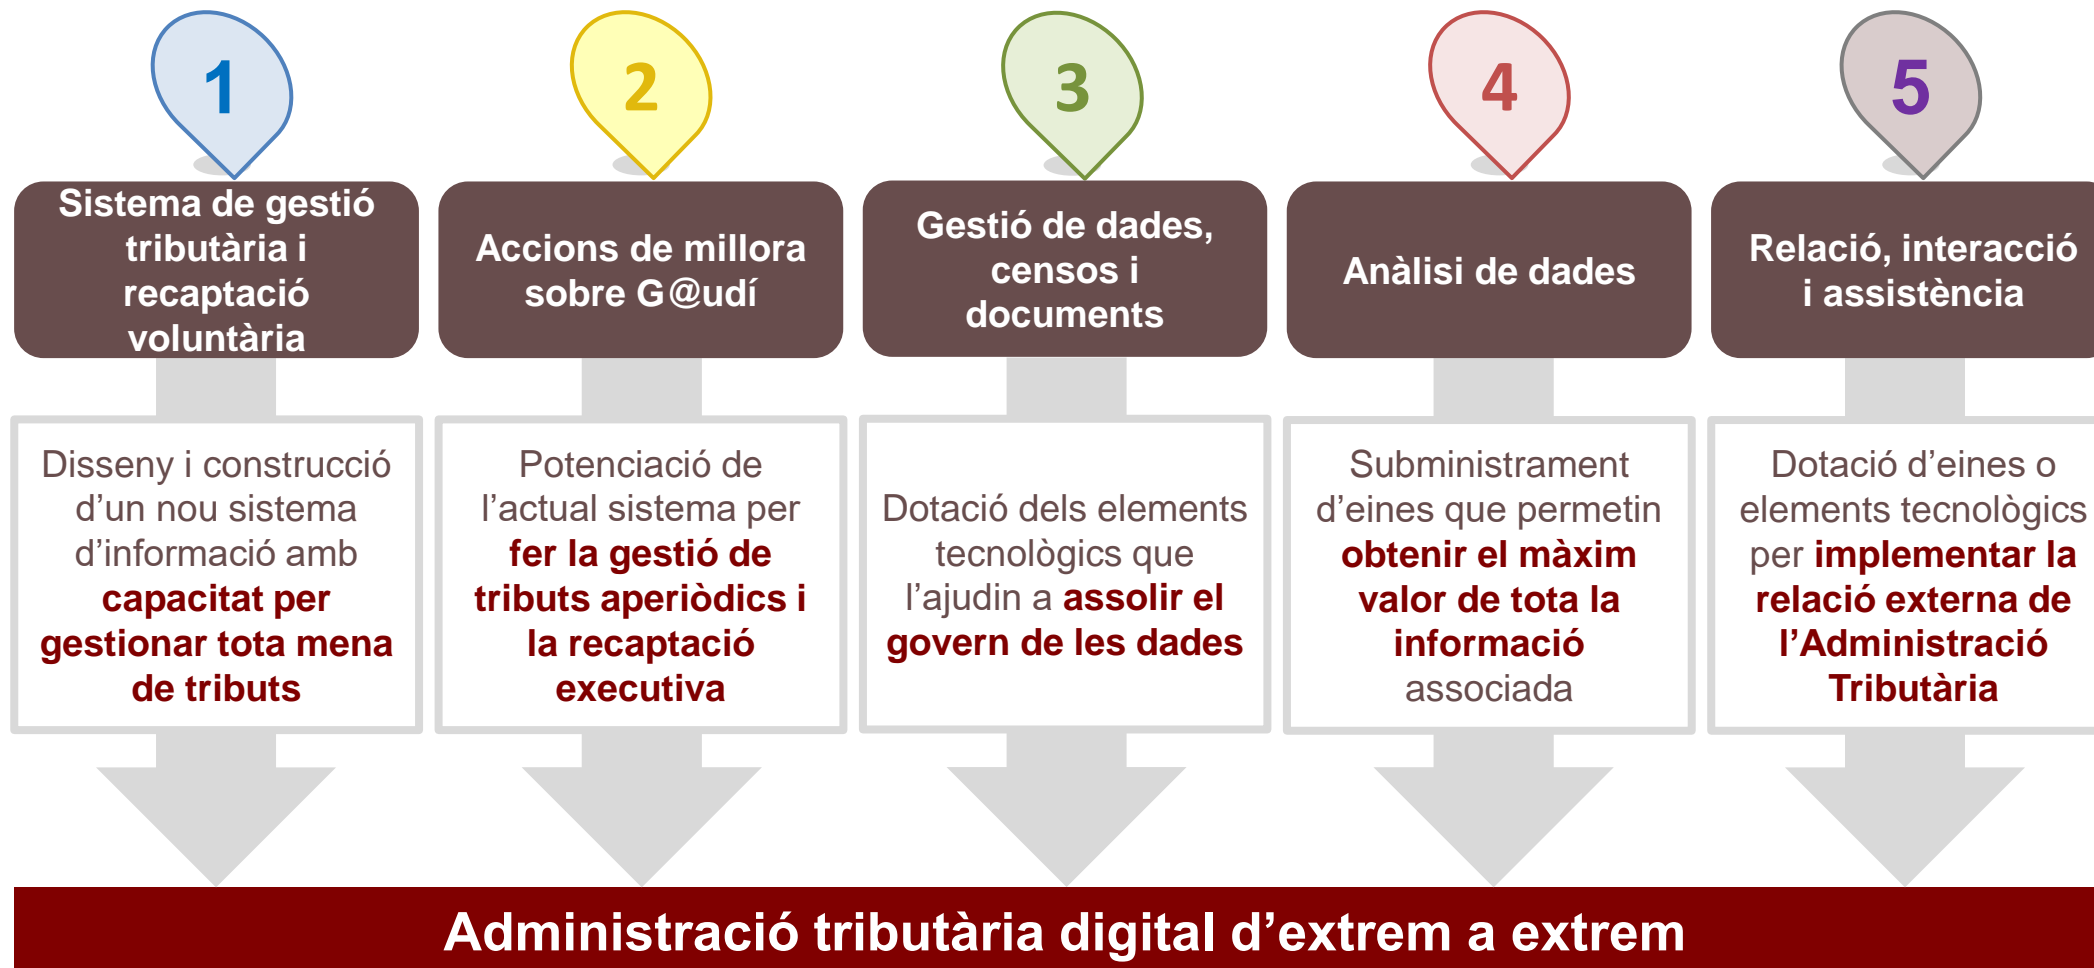 1
Sistema de gestió
tributària i
recaptació
voluntària
Disseny i construcció
d’un nou sistema
d’informació amb
capacitat per
gestionar tota mena
de tributs
2
Accions de millora
sobre G@udí
Potenciació de
l’actual sistema per
fer la gestió de
tributs aperiòdics i
la recaptació
executiva
3
Gestió de dades,
censos i
documents
Dotació dels elements
tecnològics que
l’ajudin a assolir el
govern de les dades
4
Anàlisi de dades
Subministrament
d’eines que permetin
obtenir el màxim
valor de tota la
informació
associada
5
Relació, interacció
i assistència
Dotació d’eines o
elements tecnològics
per implementar la
relació externa de
l’Administració
Tributària
Administració tributària digital d’extrem a extrem